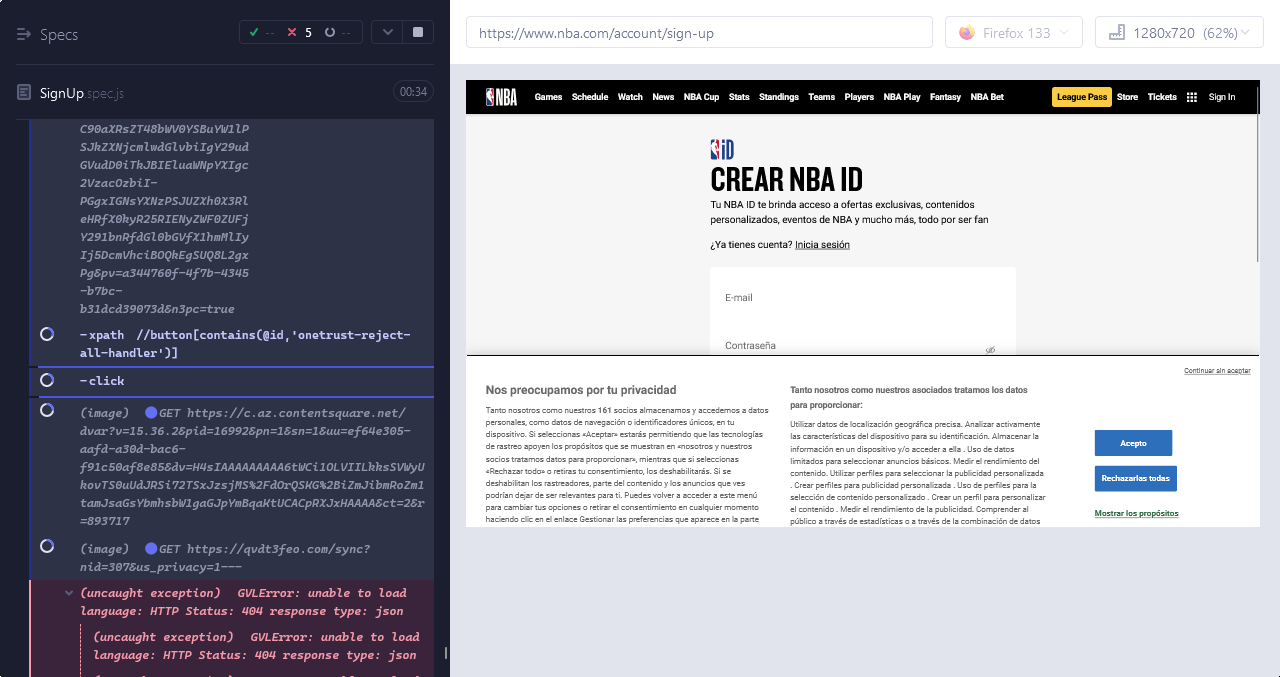 Specs
-- 5 --
SignUp.spec.js
00:34
C90aXRsZT48bWV0YSBuYW1lP
SJkZXNjcmlwdGlvbiIgY29ud
GVudD0iTkJBIEluaWNpYXIgc
2VzacOzbiI-
PGgxIGNsYXNzPSJUZXh0X3Rl
eHRfX0kyR25RIENyZWF0ZUFj
Y291bnRfdGl0bGVfX1hmMlIy
Ij5DcmVhciBOQkEgSUQ8L2gx
Pg&pv=a344760f-4f7b-4345
-b7bc-
b31dcd39073d&n3pc=true
-xpath //button[contains(@id,'onetrust-reject-
all-handler')]
-click
(image) GET https://c.az.contentsquare.net/
dvar?v=15.36.2&pid=16992&pn=1&sn=1&uu=ef64e305-
aafd-a30d-bac6-
f91c50af8e85&dv=H4sIAAAAAAAAA6tWCi1OLVIILkksSVWyU
kovTS0uUdJRSi72TSxJzsjMS%2FdOrQSKG%2BiZmJibmRoZm1
tamJsaGsYbmhsbW1gaGJpYmBqaKtUCACpRXJxHAAAA&ct=2&r
=893717
(image) GET https://qvdt3feo.com/sync?
nid=307&us_privacy=1---
(uncaught exception) GVLError: unable to load
language: HTTP Status: 404 response type: json
(uncaught exception) GVLError: unable to load
language: HTTP Status: 404 response type: json
https://www.nba.com/account/sign-up
Firefox 133
1280x720 (62%)
NBA Games Schedule Watch News NBA Cup Stats Standings Teams Players NBA Play Fantasy NBA Bet League Pass Store Tickets Sign In
iD
CREAR NBA ID
Tu NBA ID te brinda acceso a ofertas exclusivas, contenidos
personalizados, eventos de NBA y mucho más, todo por ser fan
¿Ya tienes cuenta? Inicia sesión
E-mail
Contraseña
Continuar sin aceptar
Nos preocupamos por tu privacidad
Tanto nosotros como nuestros 161 socios almacenamos y accedemos a datos
personales, como datos de navegación o identificadores únicos, en tu
dispositivo. Si seleccionas «Aceptar» estarás permitiendo que las tecnologías
de rastreo apoyen los propósitos que se muestran en «nosotros y nuestros
socios tratamos datos para proporcionar», mientras que si seleccionas
«Rechazar todo» o retiras tu consentimiento, los deshabilitarás. Si se
deshabilitan los rastreadores, parte del contenido y los anuncios que ves
podrían dejar de ser relevantes para ti. Puedes volver a acceder a este menú
para cambiar tus opciones o retirar el consentimiento en cualquier momento
haciendo clic en el enlace Gestionar las preferencias que aparece en la parte
Tanto nosotros como nuestros asociados tratamos los datos
para proporcionar:
Utilizar datos de localización geográfica precisa. Analizar activamente
las características del dispositivo para su identificación. Almacenar la
información en un dispositivo y/o acceder a ella . Uso de datos
limitados para seleccionar anuncios básicos. Medir el rendimiento del
contenido. Utilizar perfiles para seleccionar la publicidad personalizada
. Crear perfiles para publicidad personalizada . Uso de perfiles para la
selección de contenido personalizado . Crear un perfil para personalizar
el contenido . Medir el rendimiento de la publicidad. Comprender al
público a través de estadísticas o a través de la combinación de datos
Acepto
Rechazarlas todas
Mostrar los propósitos